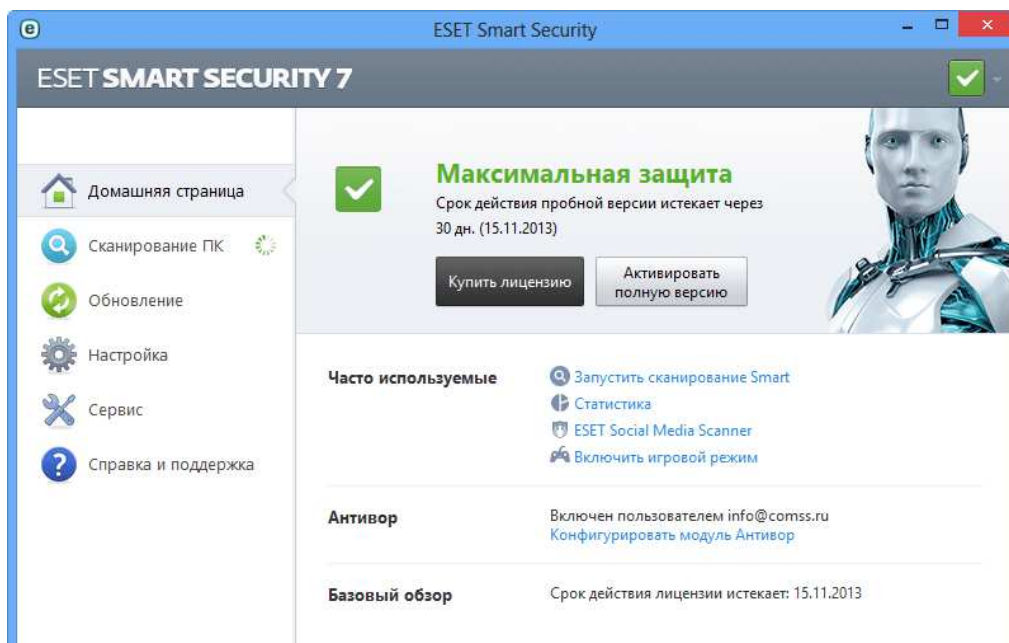 ESET Smart Security
ESET SMART SECURITY 7
Домашняя страница
Сканирование ПК
Обновление
Настройка
Сервис
Справка и поддержка
Максимальная защита
Срок действия пробной версии истекает через
30 дн. (15.11.2013)
Купить лицензию
Активировать
полную версию
Часто используемые
Запустить сканирование Smart
Статистика
ESET Social Media Scanner
Включить игровой режим
Антивор
Включен пользователем info@comss.ru
Конфигурировать модуль Антивор
Базовый обзор
Срок действия лицензии истекает: 15.11.2013